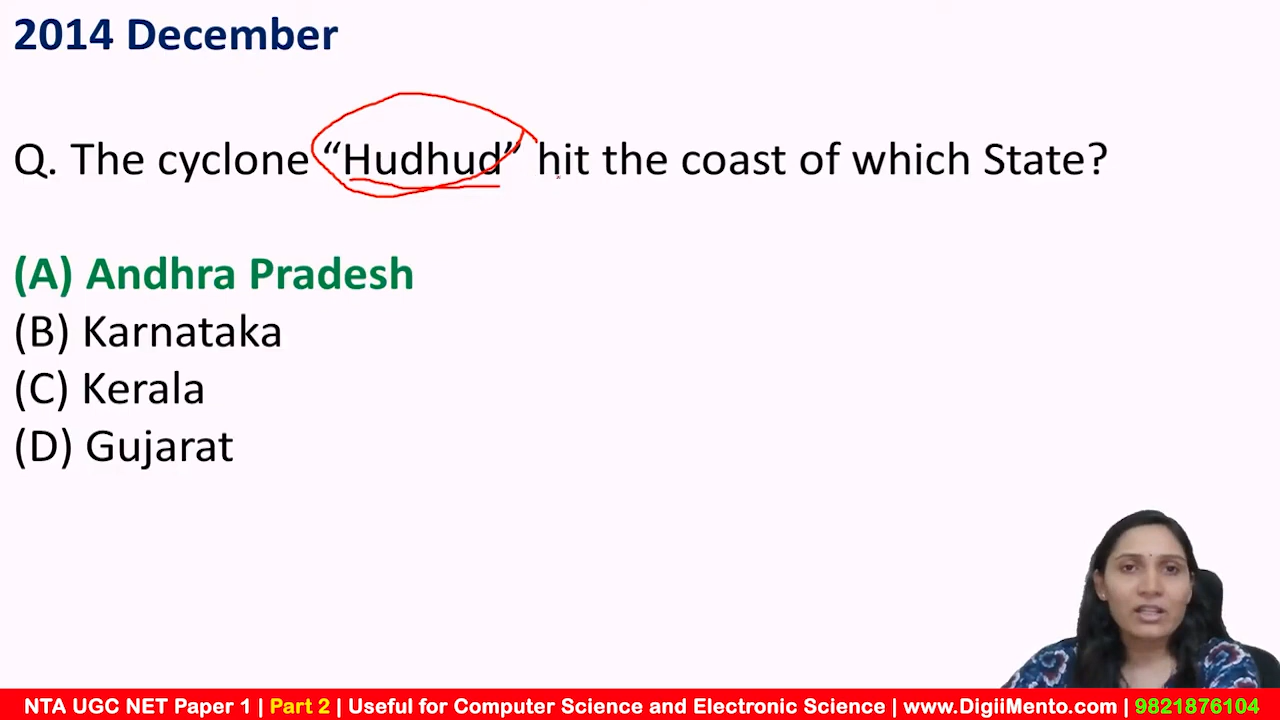 2014 December
Q. The cyclone “Hudhud” hit the coast of which State?
(A) Andhra Pradesh
(B) Karnataka
(C) Kerala
(D) Gujarat
NTA UGC NET Paper 1 | Part 2 | Useful for Computer Science and Electronic Science | www.DigiiMento.com | 9821876104